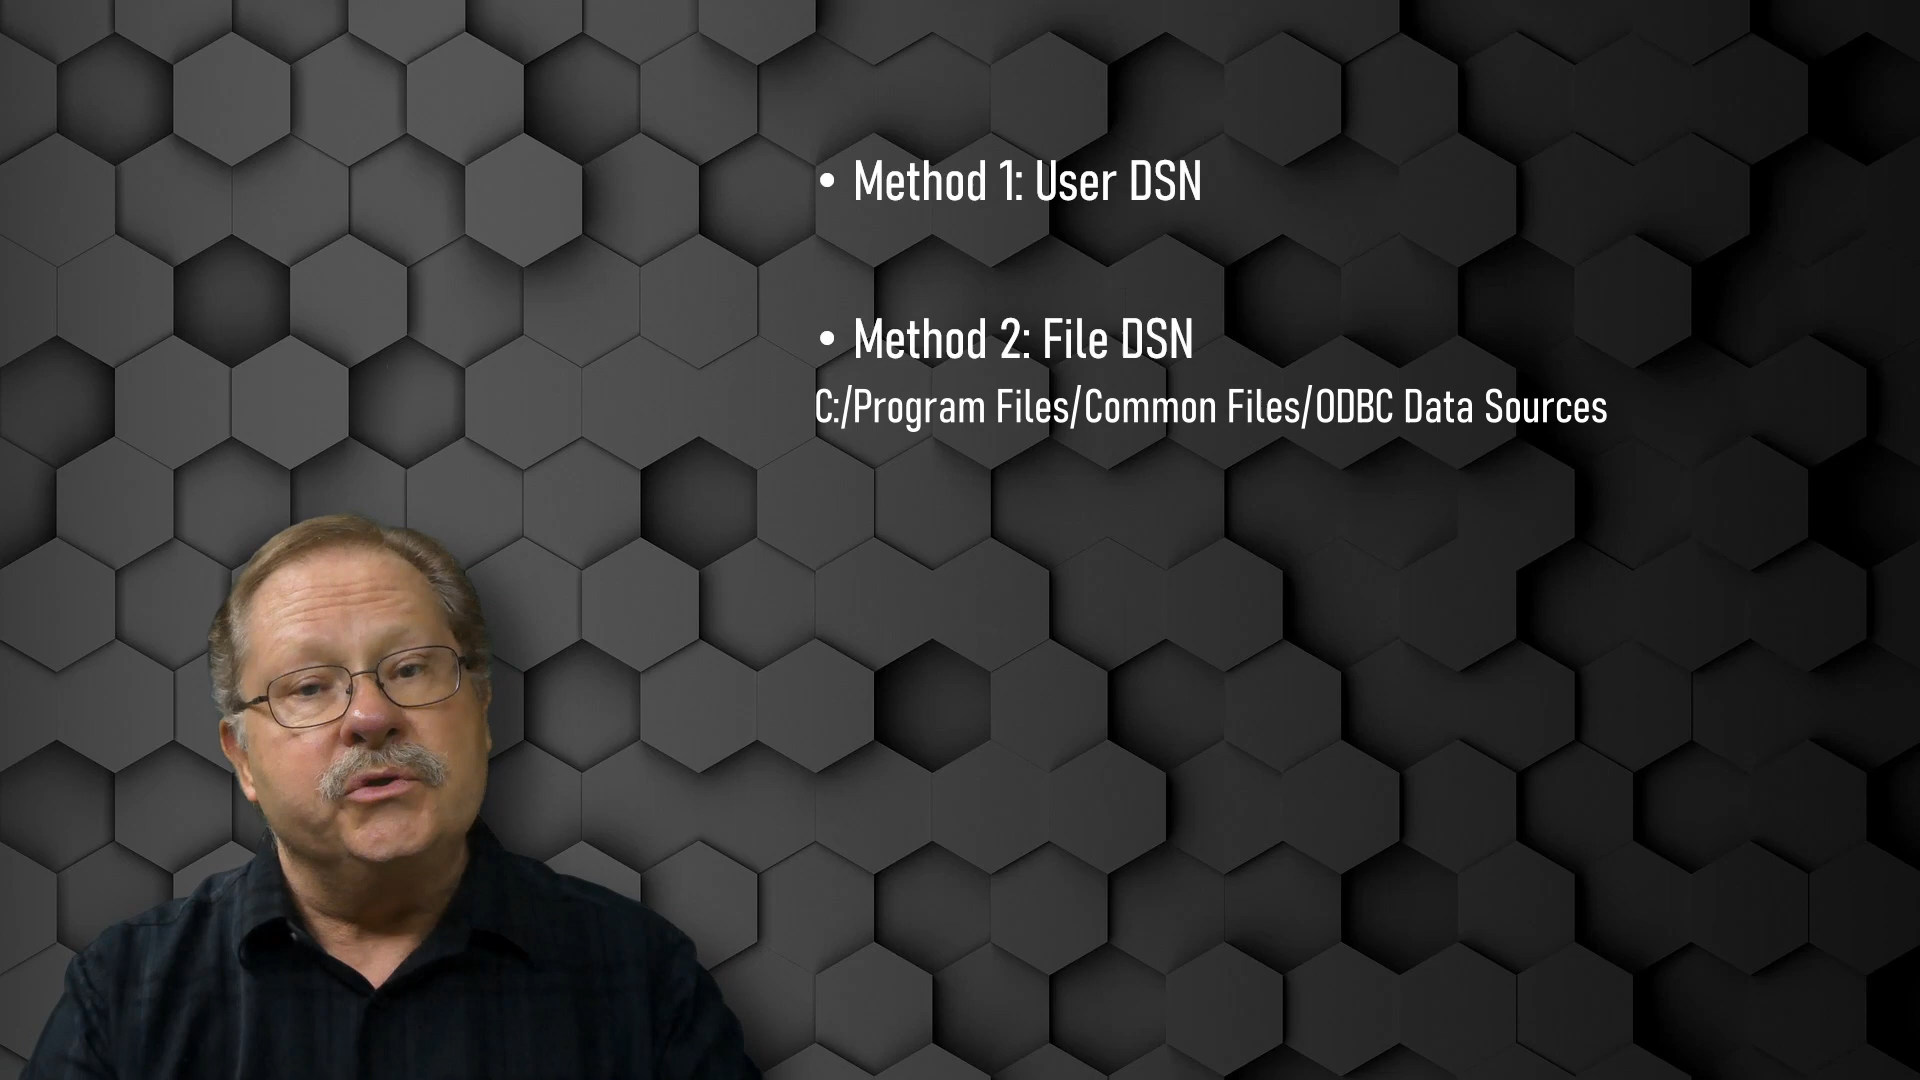 • Method 1: User DSN
• Method 2: File DSN
C:/Program Files/Common Files/ODBC Data Sources